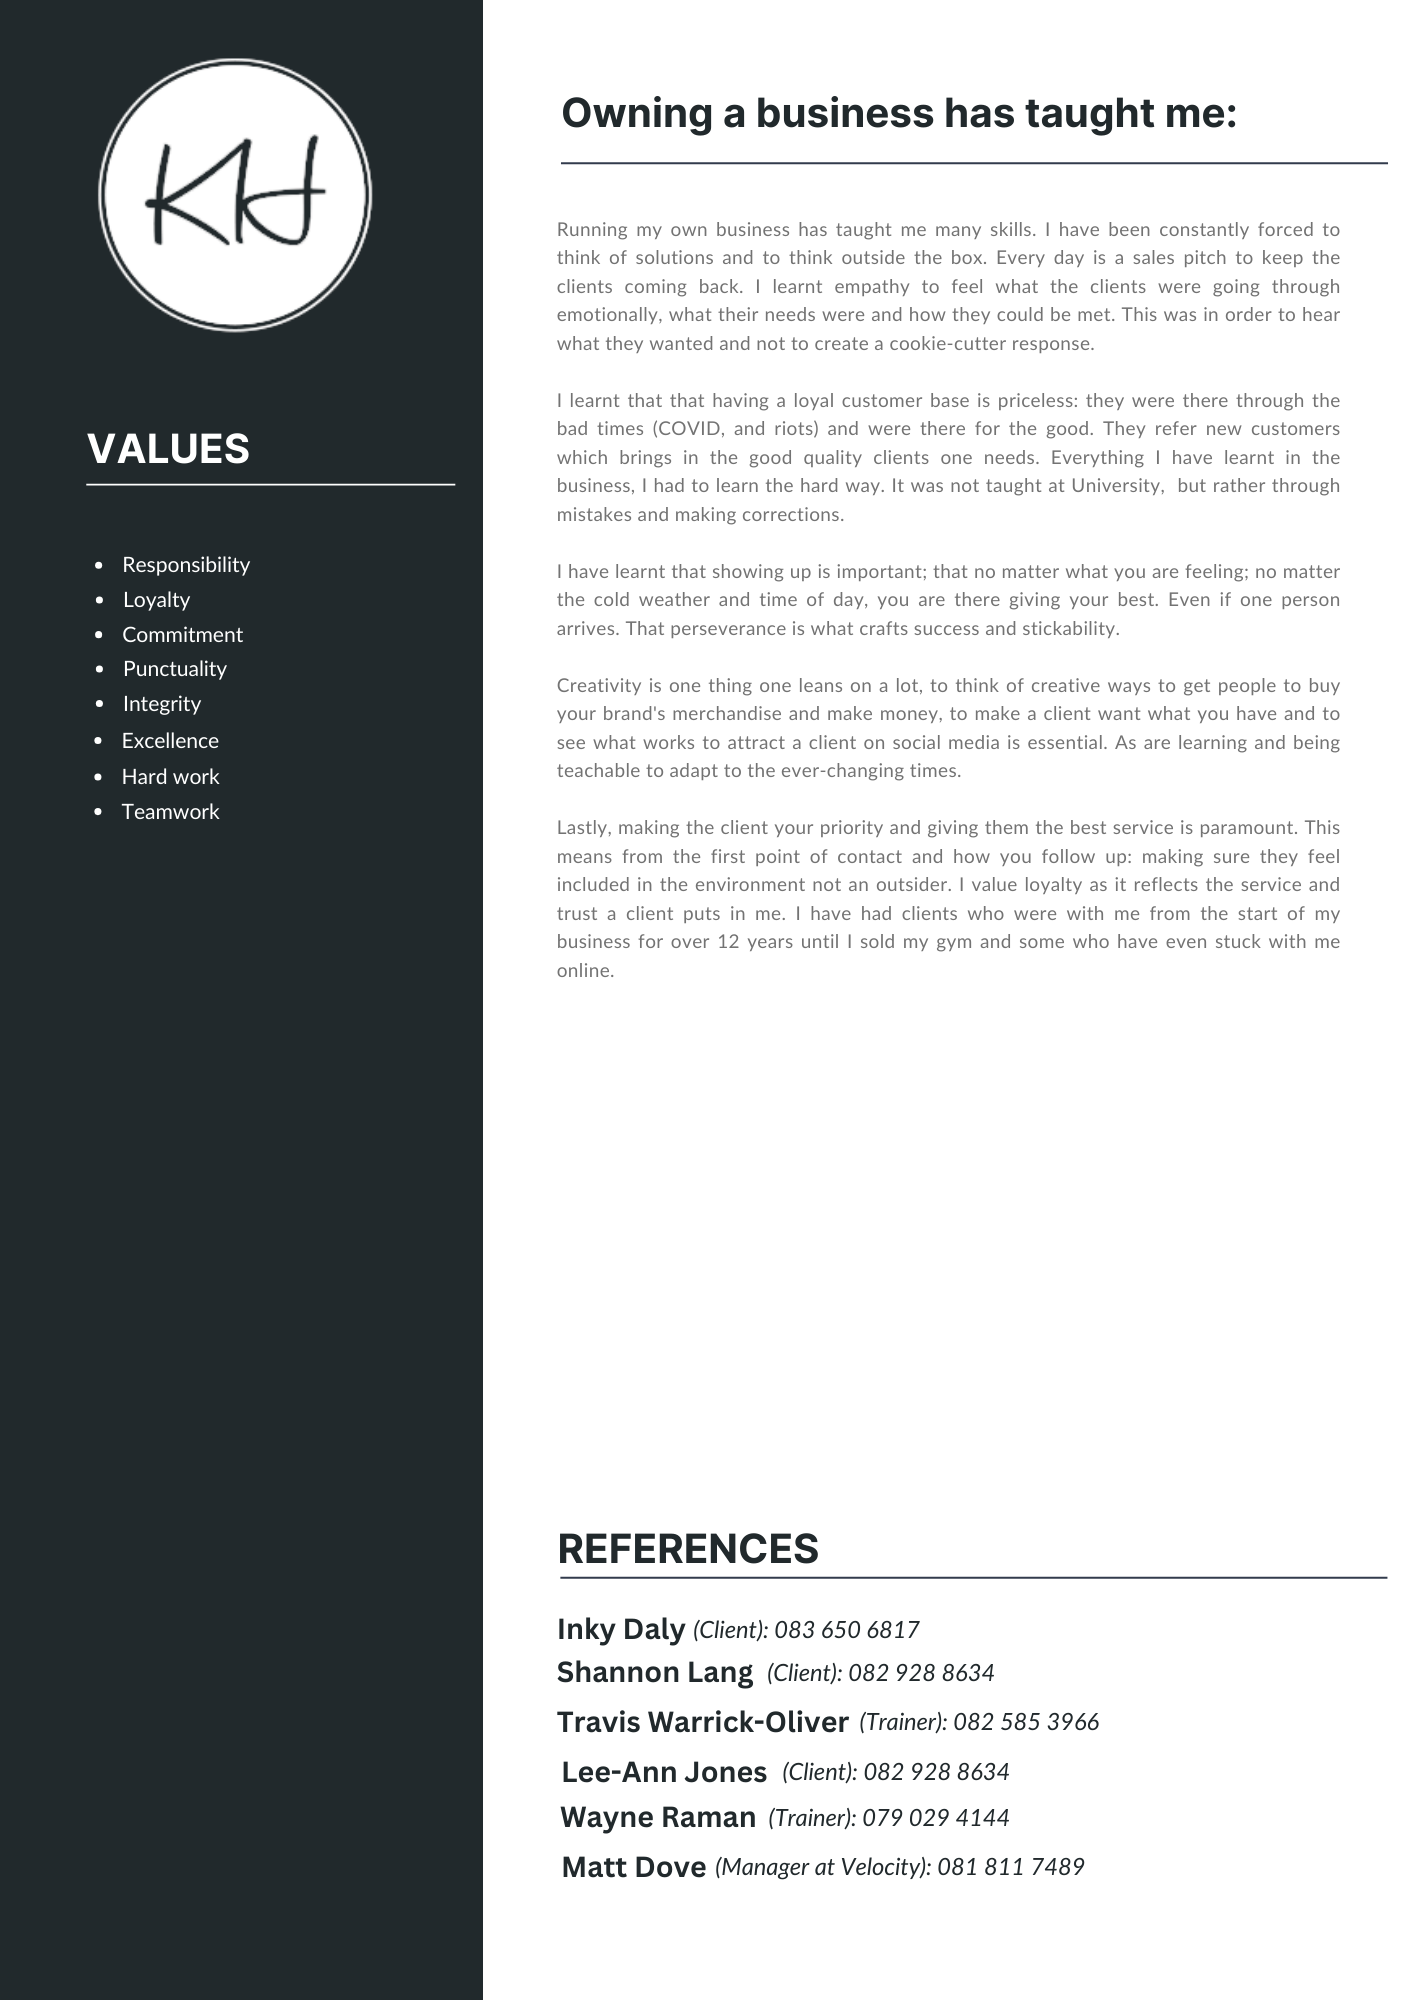 KH
VALUES
• Responsibility
• Loyalty
• Commitment
• Punctuality
• Integrity
• Excellence
• Hard work
• Teamwork
Owning a business has taught me:
Running my own business has taught me many skills. I have been constantly forced to
think of solutions and to think outside the box. Every day is a sales pitch to keep the
clients coming back. I learnt empathy to feel what the clients were going through
emotionally, what their needs were and how they could be met. This was in order to hear
what they wanted and not to create a cookie-cutter response.
I learnt that that having a loyal customer base is priceless: they were there through the
bad times (COVID, and riots) and were there for the good. They refer new customers
which brings in the good quality clients one needs. Everything I have learnt in the
business, I had to learn the hard way. It was not taught at University,  but rather through
mistakes and making corrections.
I have learnt that showing up is important; that no matter what you are feeling; no matter
the cold weather and time of day, you are there giving your best. Even if one person
arrives. That perseverance is what crafts success and stickability.
Creativity is one thing one leans on a lot, to think of creative ways to get people to buy
your brand's merchandise and make money, to make a client want what you have and to
see what works to attract a client on social media is essential. As are learning and being
teachable to adapt to the ever-changing times.
Lastly, making the client your priority and giving them the best service is paramount. This
means from the first point of contact and how you follow up: making sure they feel
included in the environment not an outsider. I value loyalty as it reflects the service and
trust a client puts in me. I have had clients who were with me from the start of my
business for over 12 years until I sold my gym and some who have even stuck with me
online.
REFERENCES
Inky Daly (Client): 083 650 6817
Shannon Lang (Client): 082 928 8634
Travis Warrick-Oliver (Trainer): 082 585 3966
Lee-Ann Jones (Client): 082 928 8634
Wayne Raman (Trainer): 079 029 4144
Matt Dove (Manager at Velocity): 081 811 7489